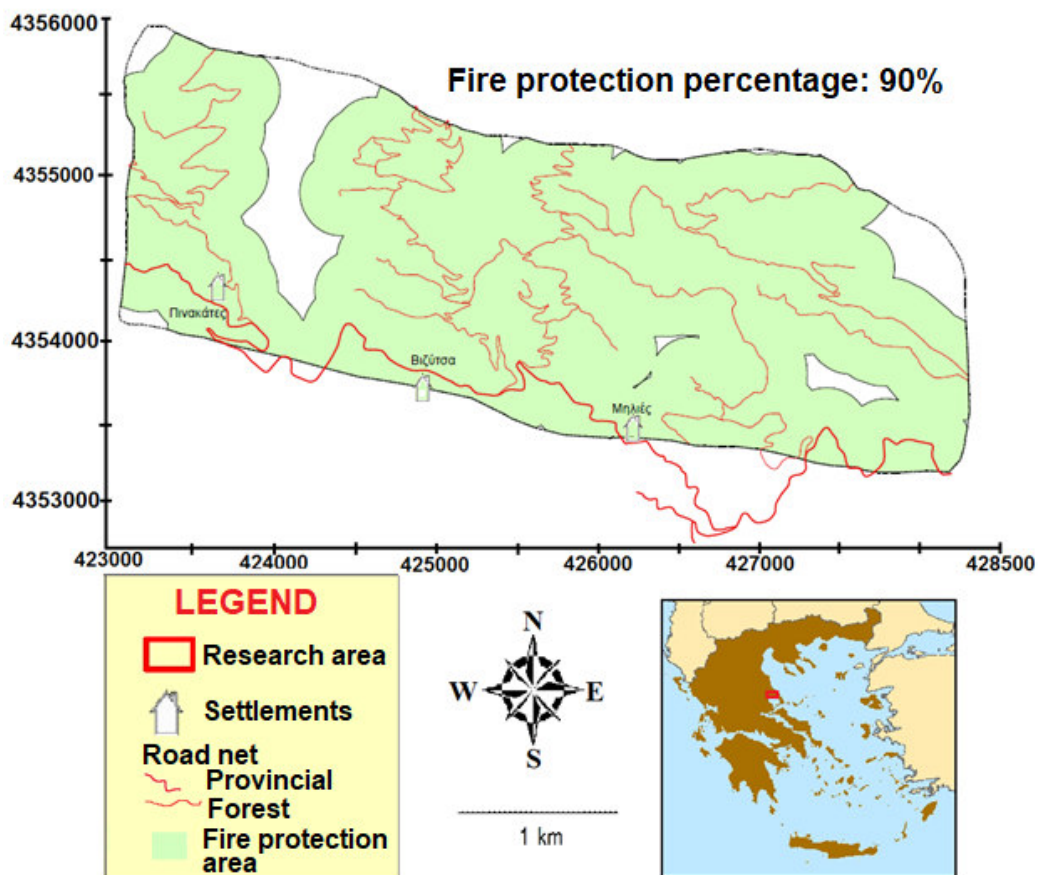 4356000
Fire protection percentage: 90%
4355000
Πινακάτες
4354000
Βιζύτσα
Μηλιές
4353000
423000 424000 425000 426000 427000 428500
LEGEND
Research area
Settlements
Road net
Provincial
Forest
Fire protection
area
N
W E
S
1 km